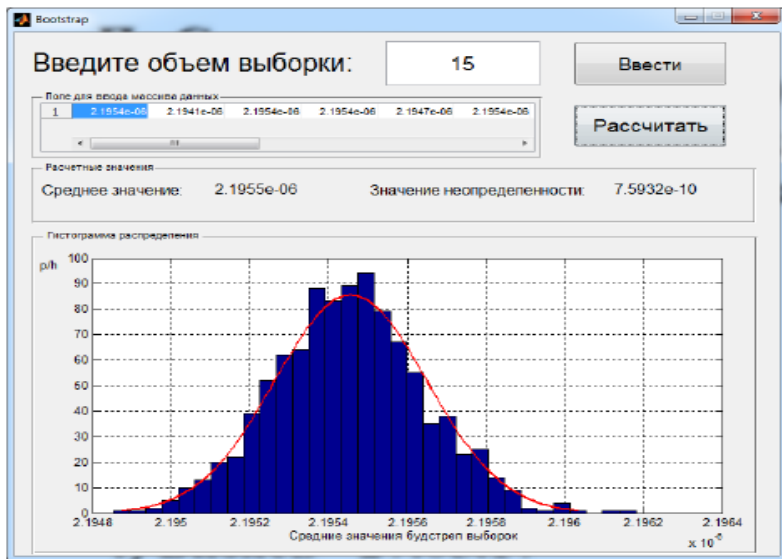 Bootstrap
Введите объем выборки: 15 Ввести
Поле для ввода массива данных
1 2.1954e-06 2.1941e-06 2.1954e-06 2.1954e-06 2.1947e-06 2.1954e-06
Рассчитать
Расчетные значения
Среднее значение: 2.1955e-06 Значение неопределенности: 7.5932e-10
Гистограмма распределения
p/h
100
90
80
70
60
50
40
30
20
10
0
2.1948 2.195 2.1952 2.1954 2.1956 2.1958 2.196 2.1962 2.1964
Средние значения будстреп выборок
x 10⁻⁶